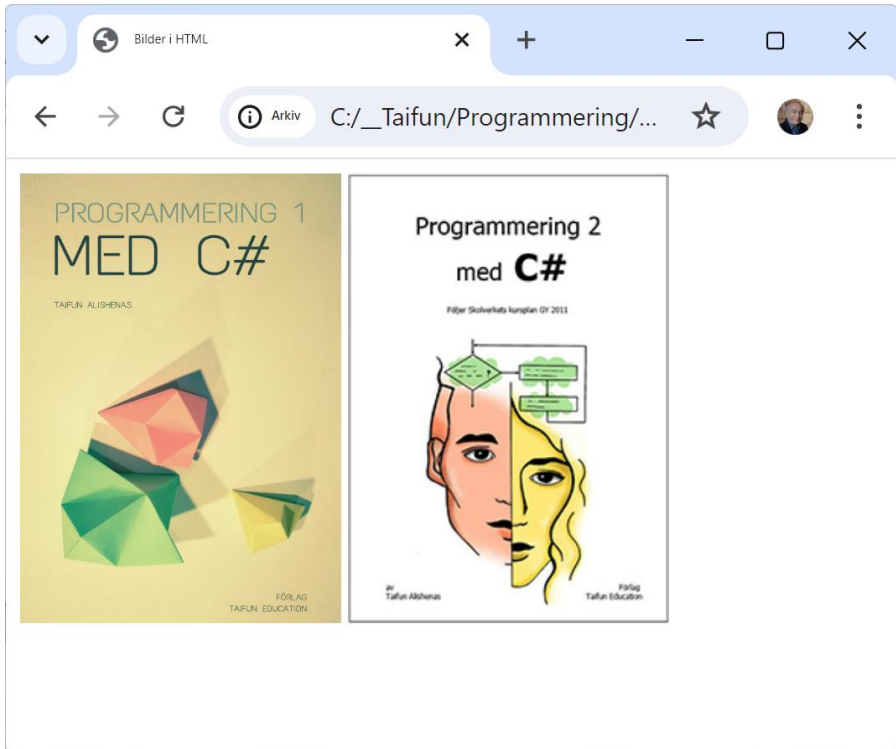 Bilder i HTML
Arkiv
C:/__Taifun/Programmering/...
PROGRAMMERING 1
MED C#
TAIFUN ALISHENAS
FÖRLAG
TAIFUN EDUCATION
Programmering 2
med C#
Följer Skolverkets kursplan GY 2011
av
Taifun Alishenas
Förlag
Taifun Education